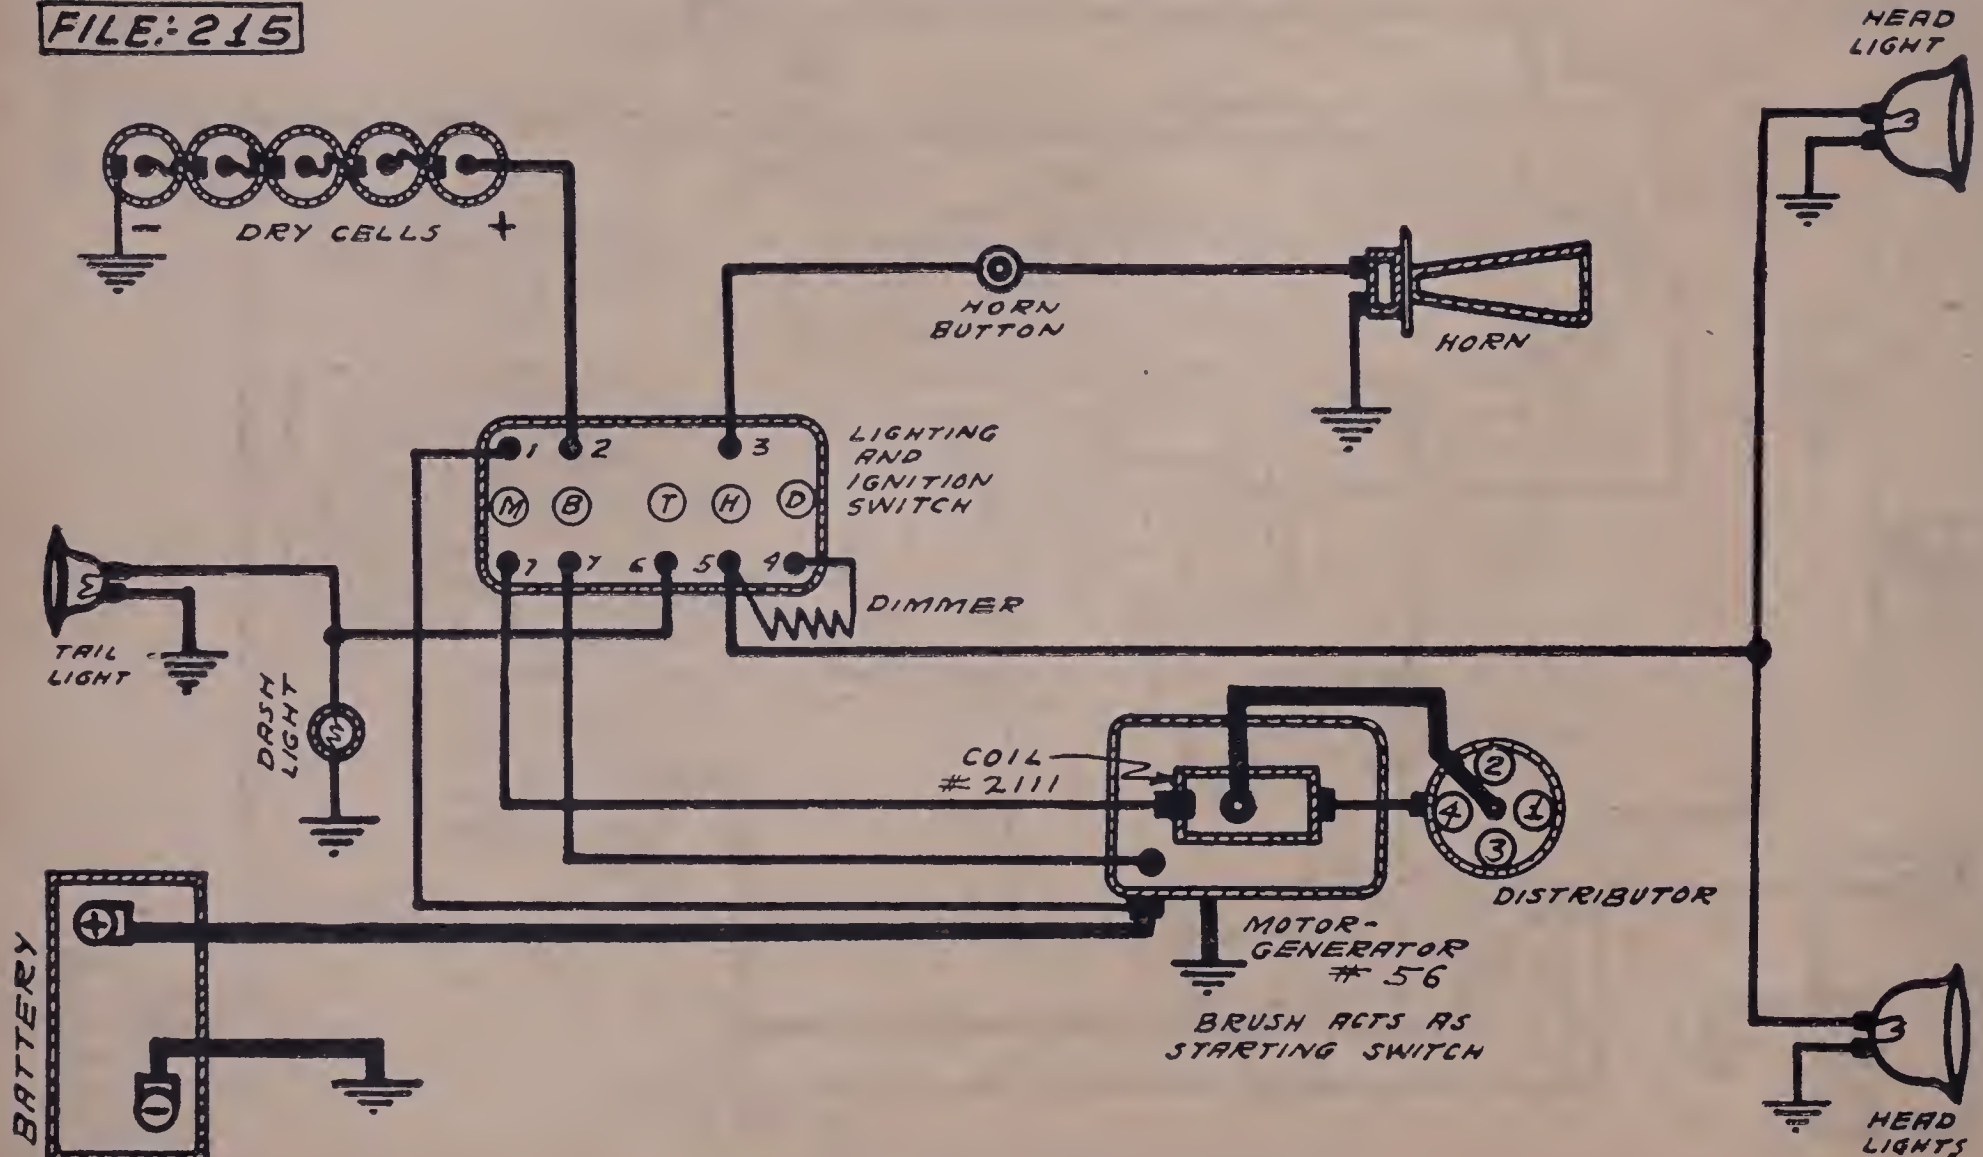 FILE:-215
HEAD
LIGHT
- DRY CELLS +
HORN
BUTTON
HORN
LIGHTING
AND
IGNITION
SWITCH
1 2 3
M B T H D
7 7 6 5 4
DIMMER
TAIL
LIGHT
DASH
LIGHT
COIL
# 2111
2
4 1
3
DISTRIBUTOR
MOTOR-
GENERATOR
# 56
BRUSH ACTS AS
STARTING SWITCH
BATTERY
+
-
HEAD
LIGHTS